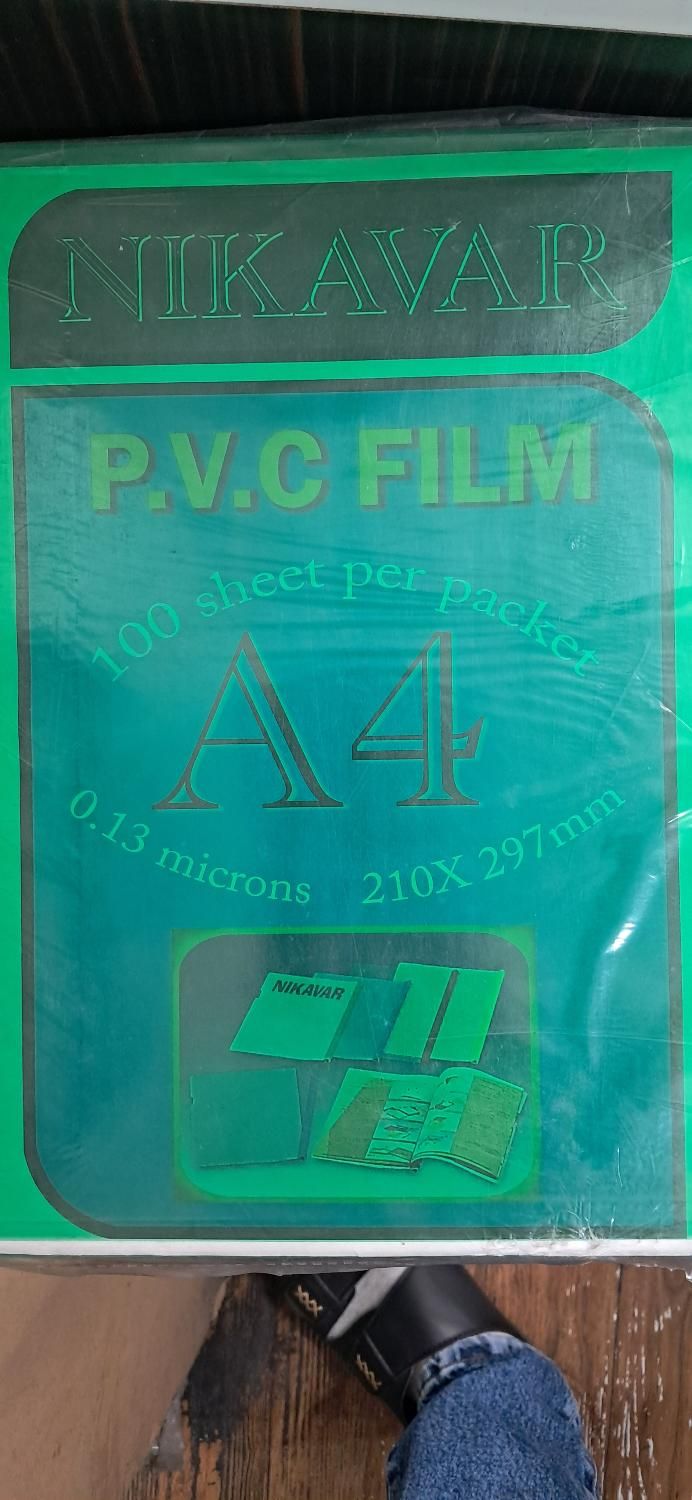 NIKAVAR
P.V.C FILM
100 sheet per packet
A4
0.13 microns 210X 297mm
NIKAVAR